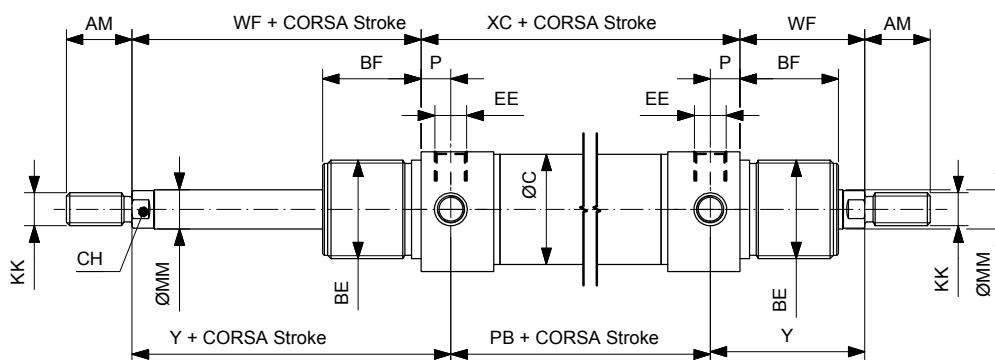 AM
WF + CORSA Stroke
XC + CORSA Stroke
WF
AM
BF
P
P
BF
EE
EE
ØC
KK
CH
ØMM
BE
BE
KK
ØMM
Y + CORSA Stroke
PB + CORSA Stroke
Y